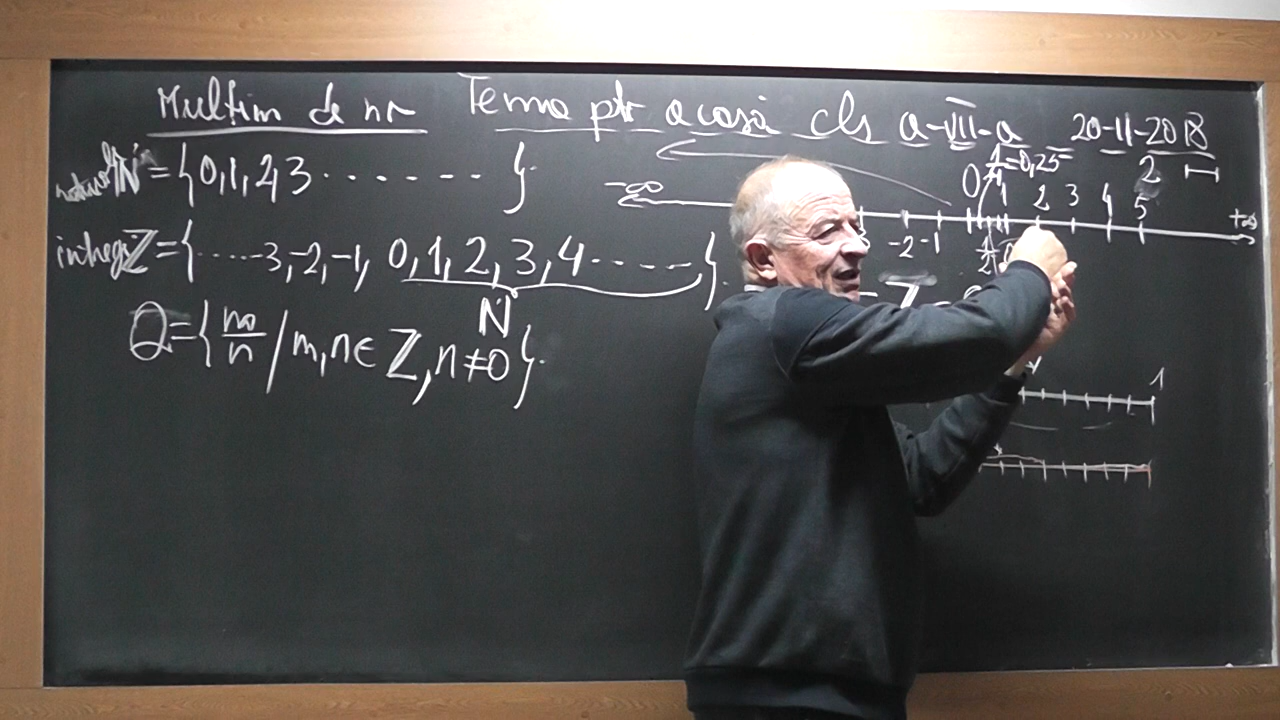 Multim de nr Tema ptr acasă cls a-VII-a 20-11-2018
N = {0,1,2,3.......}.
1/4=0,25=
2
-∞ 0 1 2 3 4 5 +∞
-2 -1
întregi Z={.....-3,-2,-1, 0,1,2,3,4.....}.
N
Q={m/n / m,n∈Z, n≠0}.
1